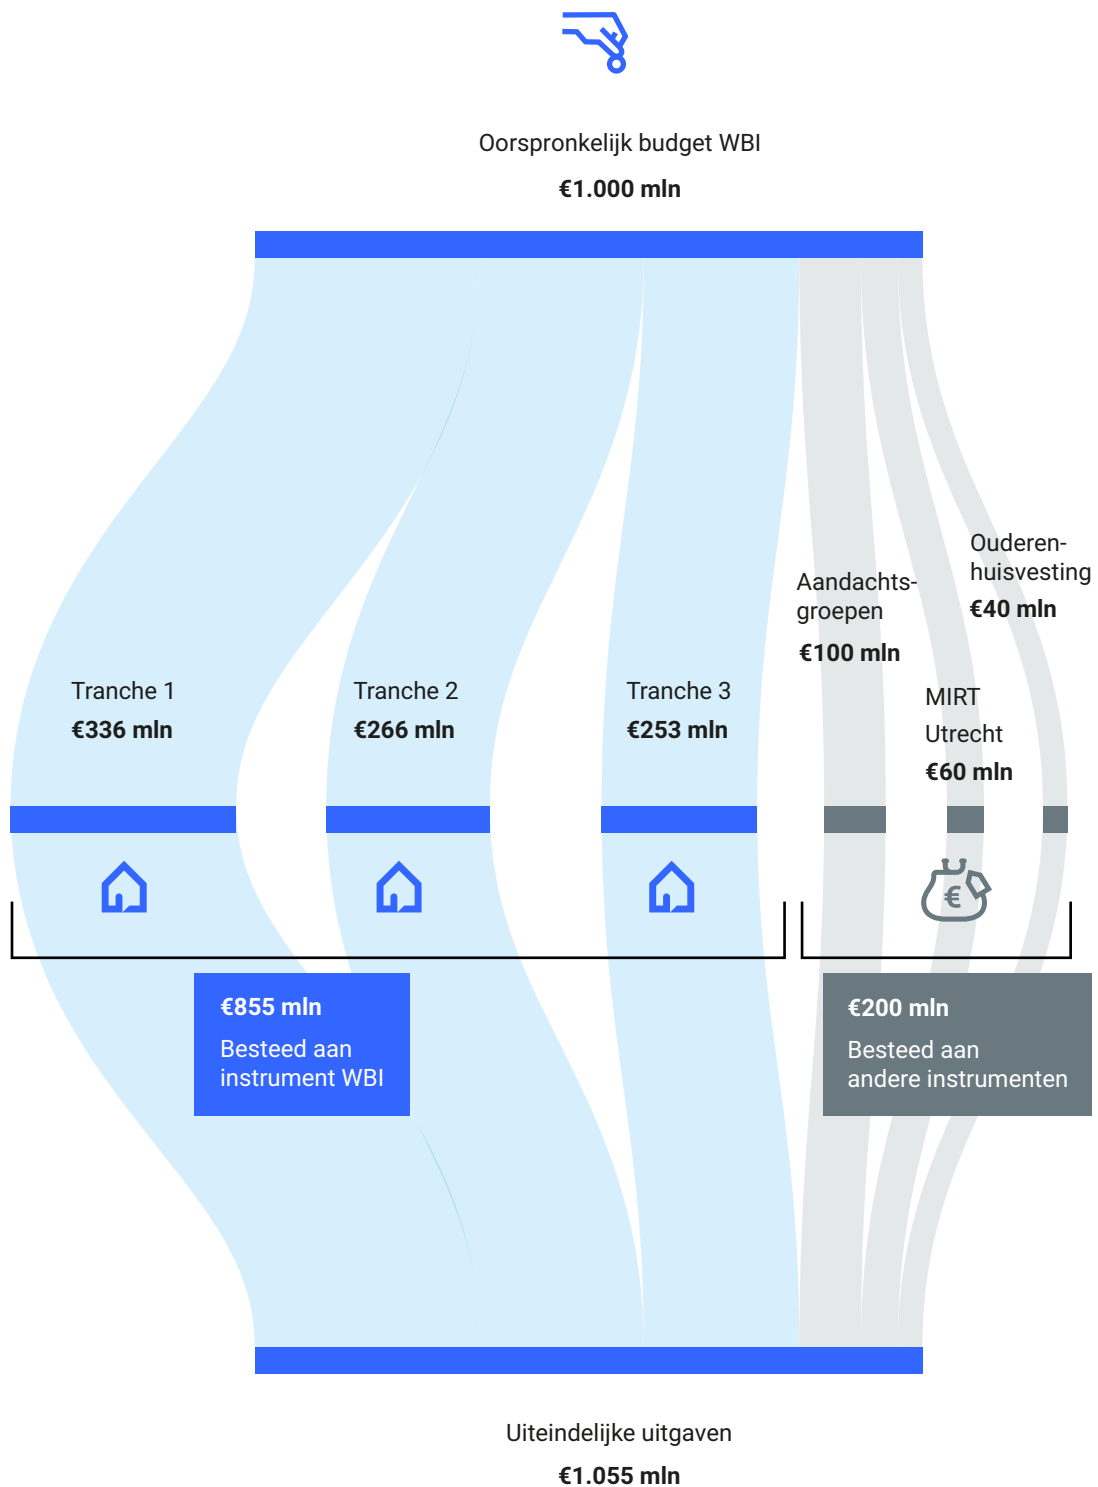 Oorspronkelijk budget WBI
€1.000 mln
Ouderen-
huisvesting
€40 mln
Aandachts-
groepen
€100 mln
Tranche 1
€336 mln
Tranche 2
€266 mln
Tranche 3
€253 mln
MIRT
Utrecht
€60 mln
€
€855 mln
Besteed aan
instrument WBI
€200 mln
Besteed aan
andere instrumenten
Uiteindelijke uitgaven
€1.055 mln